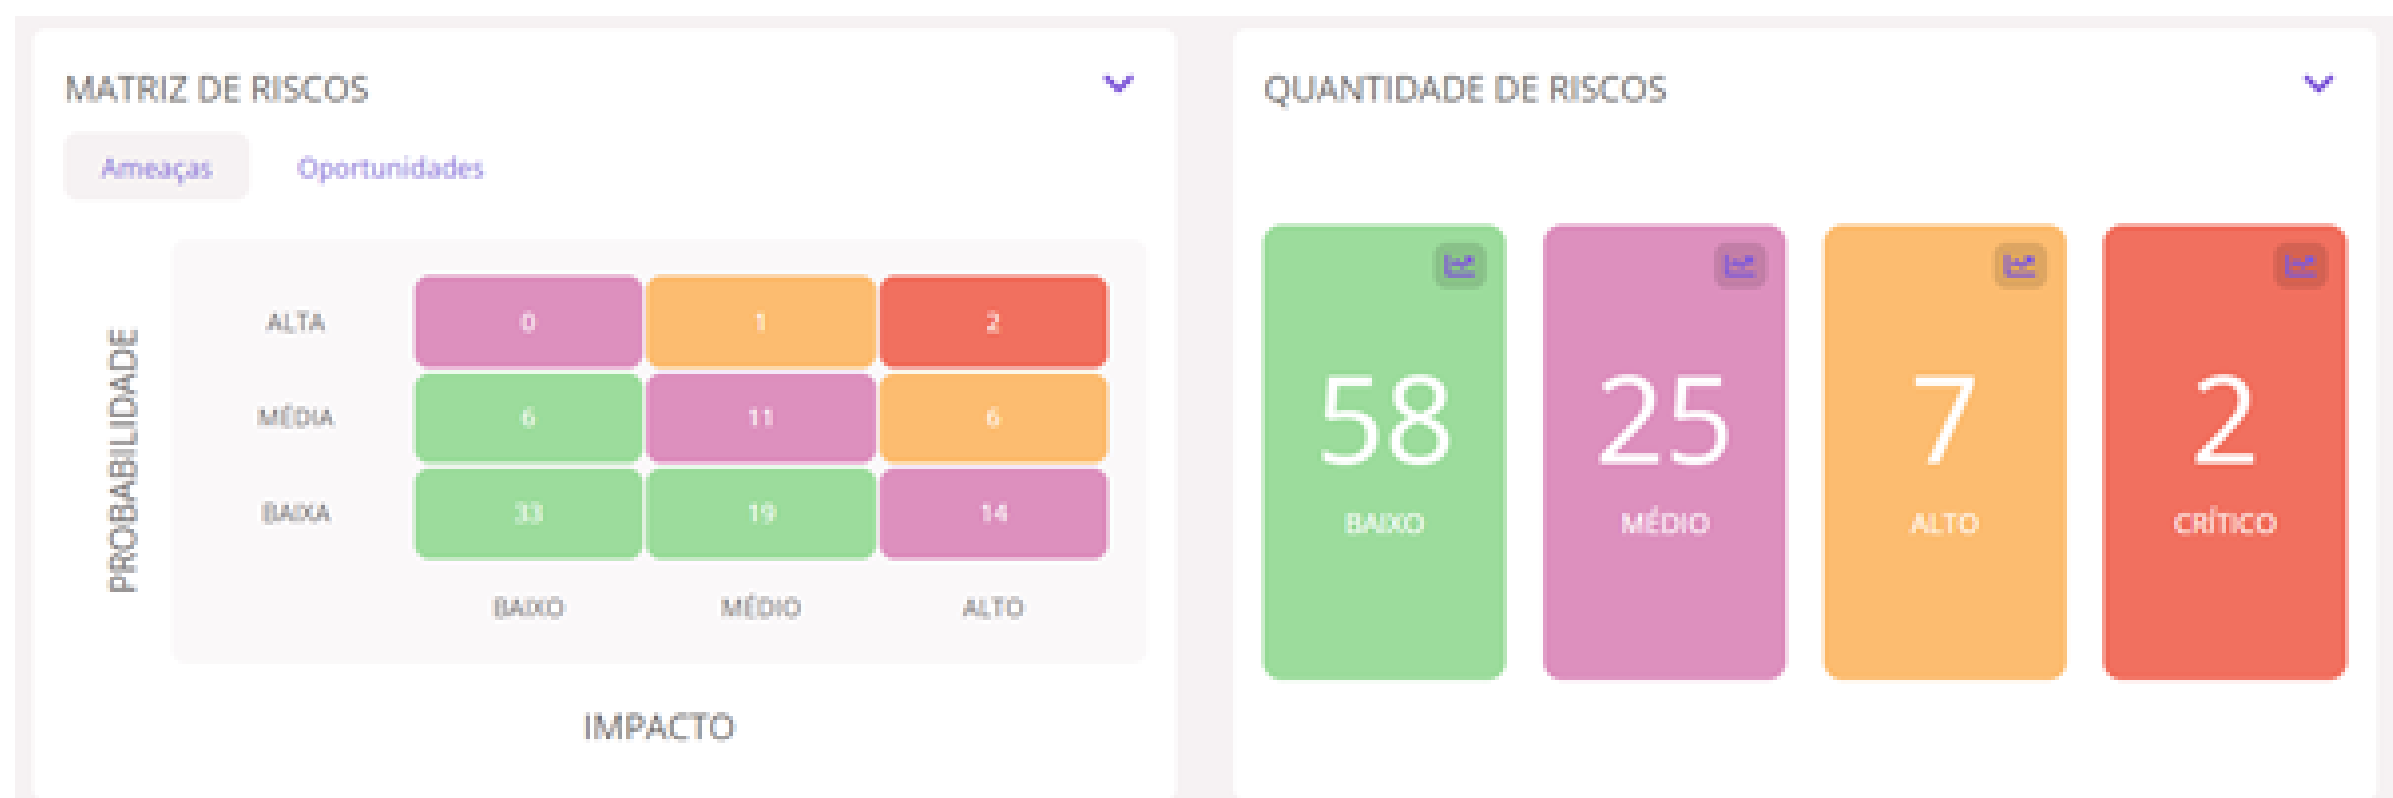 MATRIZ DE RISCOS
Ameaças Oportunidades
PROBABILIDADE
ALTA 0 1 2
MÉDIA 6 11 6
BAIXA 33 19 14
BAIXO MÉDIO ALTO
IMPACTO
QUANTIDADE DE RISCOS
58 25 7 2
BAIXO MÉDIO ALTO CRÍTICO